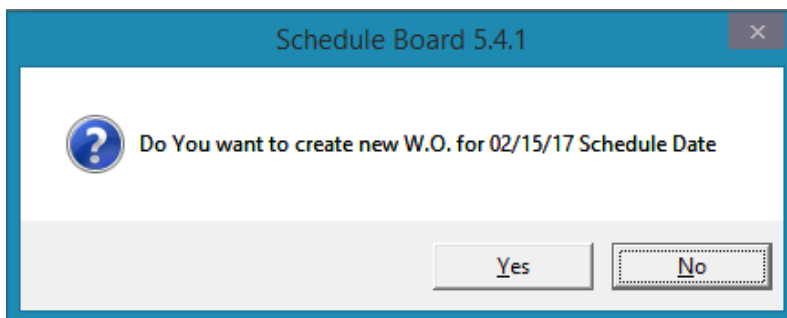 Schedule Board 5.4.1
Do You want to create new W.O. for 02/15/17 Schedule Date
Yes
No